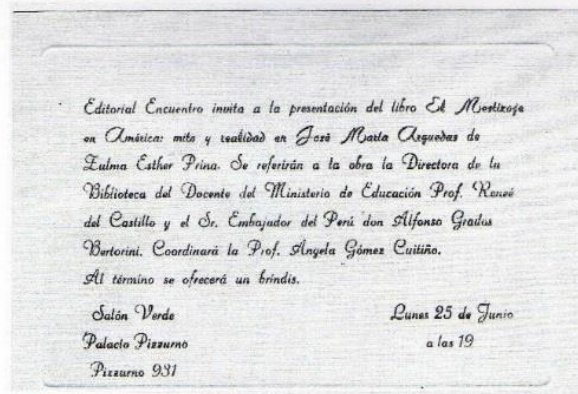 Editorial Encuentro invita a la presentación del libro El Mestizaje
en América: mito y realidad en José María Arguedas de
Zulma Esther Prina. Se referirán a la obra la Directora de la
Biblioteca del Docente del Ministerio de Educación Prof. Reneé
del Castillo y el Sr. Embajador del Perú don Alfonso Grados
Bertorini. Coordinará la Prof. Ángela Gómez Cuitiño.
Al término se ofrecerá un brindis.
Salón Verde
Palacio Pizzurno
Pizzurno 931
Lunes 25 de Junio
a las 19